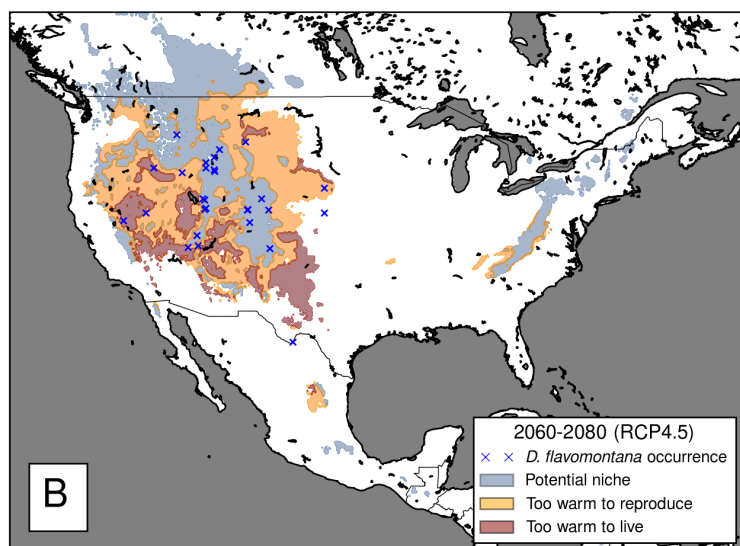 2060-2080 (RCP4.5)
× × D. flavomontana occurrence
Potential niche
Too warm to reproduce
Too warm to live
B